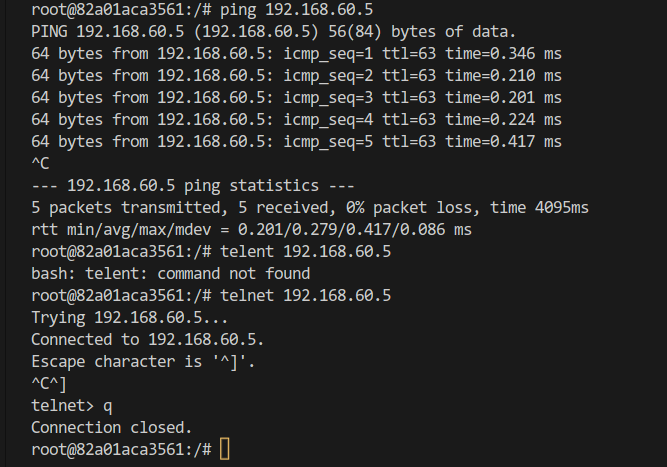 root@82a01aca3561:/# ping 192.168.60.5
PING 192.168.60.5 (192.168.60.5) 56(84) bytes of data.
64 bytes from 192.168.60.5: icmp_seq=1 ttl=63 time=0.346 ms
64 bytes from 192.168.60.5: icmp_seq=2 ttl=63 time=0.210 ms
64 bytes from 192.168.60.5: icmp_seq=3 ttl=63 time=0.201 ms
64 bytes from 192.168.60.5: icmp_seq=4 ttl=63 time=0.224 ms
64 bytes from 192.168.60.5: icmp_seq=5 ttl=63 time=0.417 ms
^C
--- 192.168.60.5 ping statistics ---
5 packets transmitted, 5 received, 0% packet loss, time 4095ms
rtt min/avg/max/mdev = 0.201/0.279/0.417/0.086 ms
root@82a01aca3561:/# telent 192.168.60.5
bash: telent: command not found
root@82a01aca3561:/# telnet 192.168.60.5
Trying 192.168.60.5...
Connected to 192.168.60.5.
Escape character is '^]'.
^C^]
telnet> q
Connection closed.
root@82a01aca3561:/#